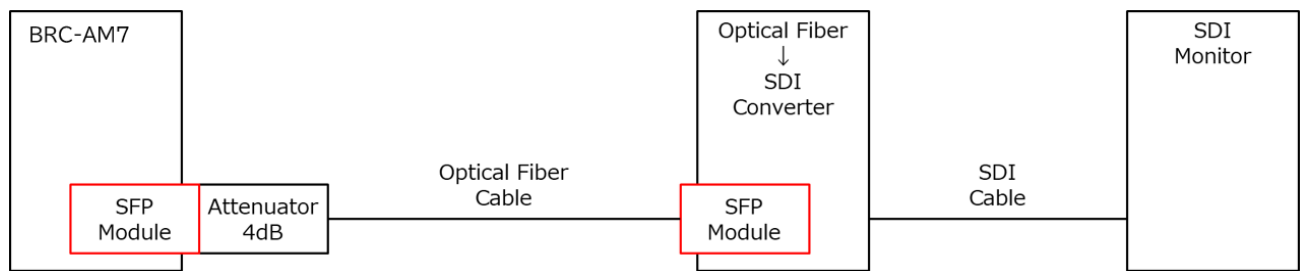 BRC-AM7
SFP
Module
Attenuator
4dB
Optical Fiber
Cable
Optical Fiber
↓
SDI
Converter
SFP
Module
SDI
Cable
SDI
Monitor